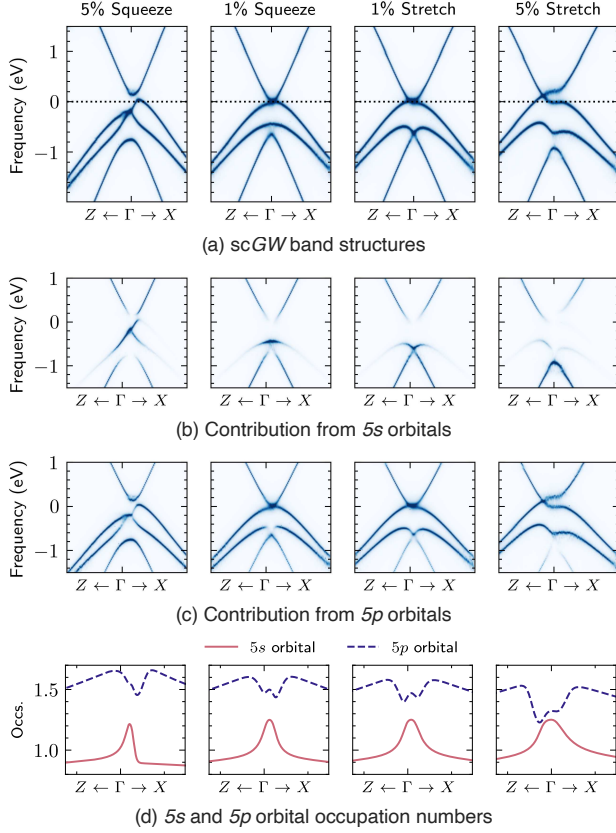 5% Squeeze 1% Squeeze 1% Stretch 5% Stretch
Frequency (eV)
1
0
−1
Z ← Γ → X Z ← Γ → X Z ← Γ → X Z ← Γ → X
(a) scGW band structures
Frequency (eV)
1
0
−1
Z ← Γ → X Z ← Γ → X Z ← Γ → X Z ← Γ → X
(b) Contribution from 5s orbitals
Frequency (eV)
1
0
−1
Z ← Γ → X Z ← Γ → X Z ← Γ → X Z ← Γ → X
(c) Contribution from 5p orbitals
5s orbital 5p orbital
Occs.
1.5
1.0
Z ← Γ → X Z ← Γ → X Z ← Γ → X Z ← Γ → X
(d) 5s and 5p orbital occupation numbers